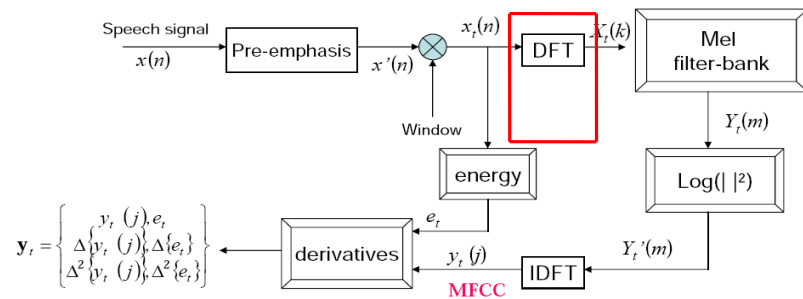 Speech signal
x(n)
Pre-emphasis
x'(n)
x_t(n)
DFT
X_t(k)
Mel
filter-bank
Window
Y_t(m)
energy
Log(| |²)
e_t
Y_t'(m)
IDFT
y_t (j)
MFCC
derivatives
y_t = { y_t (j), e_t
Δ{y_t (j)}, Δ{e_t}
Δ²{y_t (j)}, Δ²{e_t} }